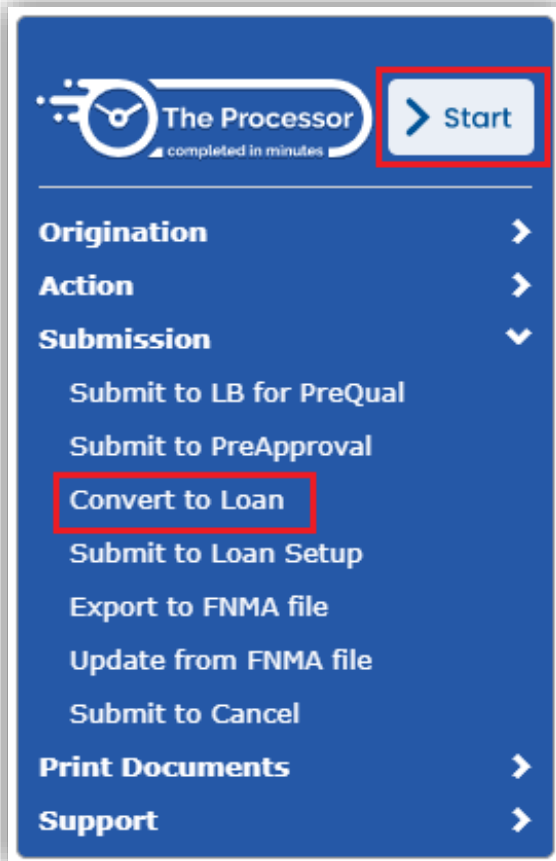 The Processor
completed in minutes
Start
Origination
Action
Submission
Submit to LB for PreQual
Submit to PreApproval
Convert to Loan
Submit to Loan Setup
Export to FNMA file
Update from FNMA file
Submit to Cancel
Print Documents
Support